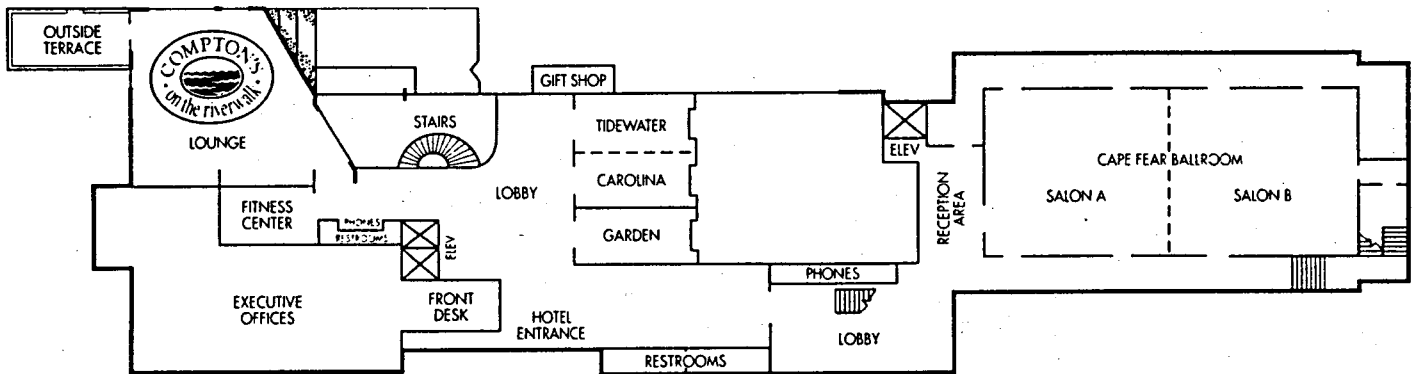 OUTSIDE
TERRACE
COMPTON'S
on the riverwalk
LOUNGE
GIFT SHOP
STAIRS
TIDEWATER
CAROLINA
GARDEN
LOBBY
FITNESS
CENTER
PHONES
RESTROOMS
ELEV
EXECUTIVE
OFFICES
FRONT
DESK
HOTEL
ENTRANCE
RESTROOMS
PHONES
LOBBY
ELEV
RECEPTION
AREA
CAPE FEAR BALLROOM
SALON A
SALON B